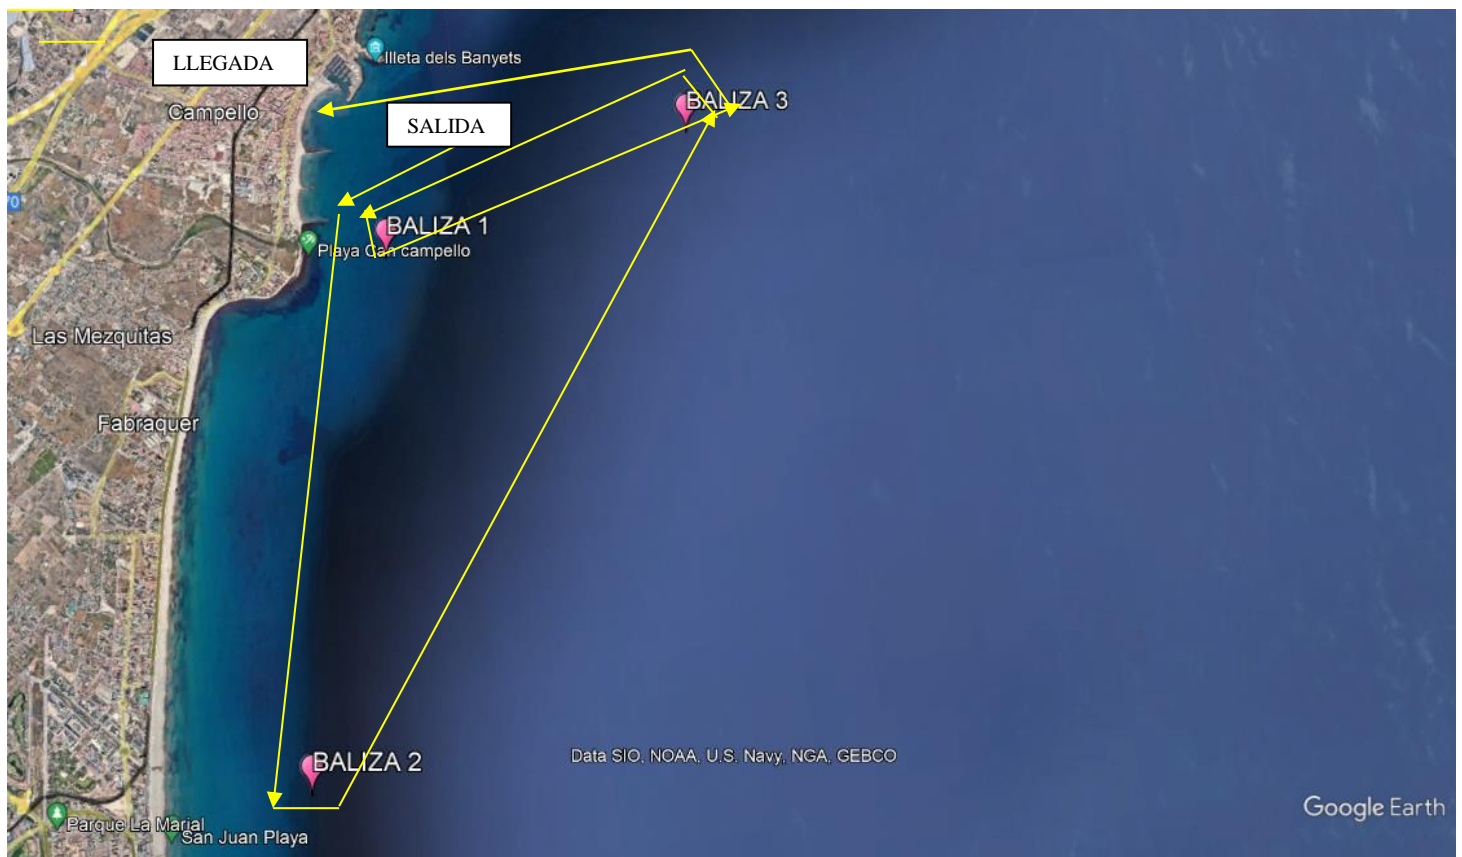 LLEGADA
Illeta dels Banyets
BALIZA 3
Campello
SALIDA
70
BALIZA 1
Playa Can campello
Las Mezquitas
Fabraquer
BALIZA 2
Data SIO, NOAA, U.S. Navy, NGA, GEBCO
Google Earth
Parque La Marjal
San Juan Playa